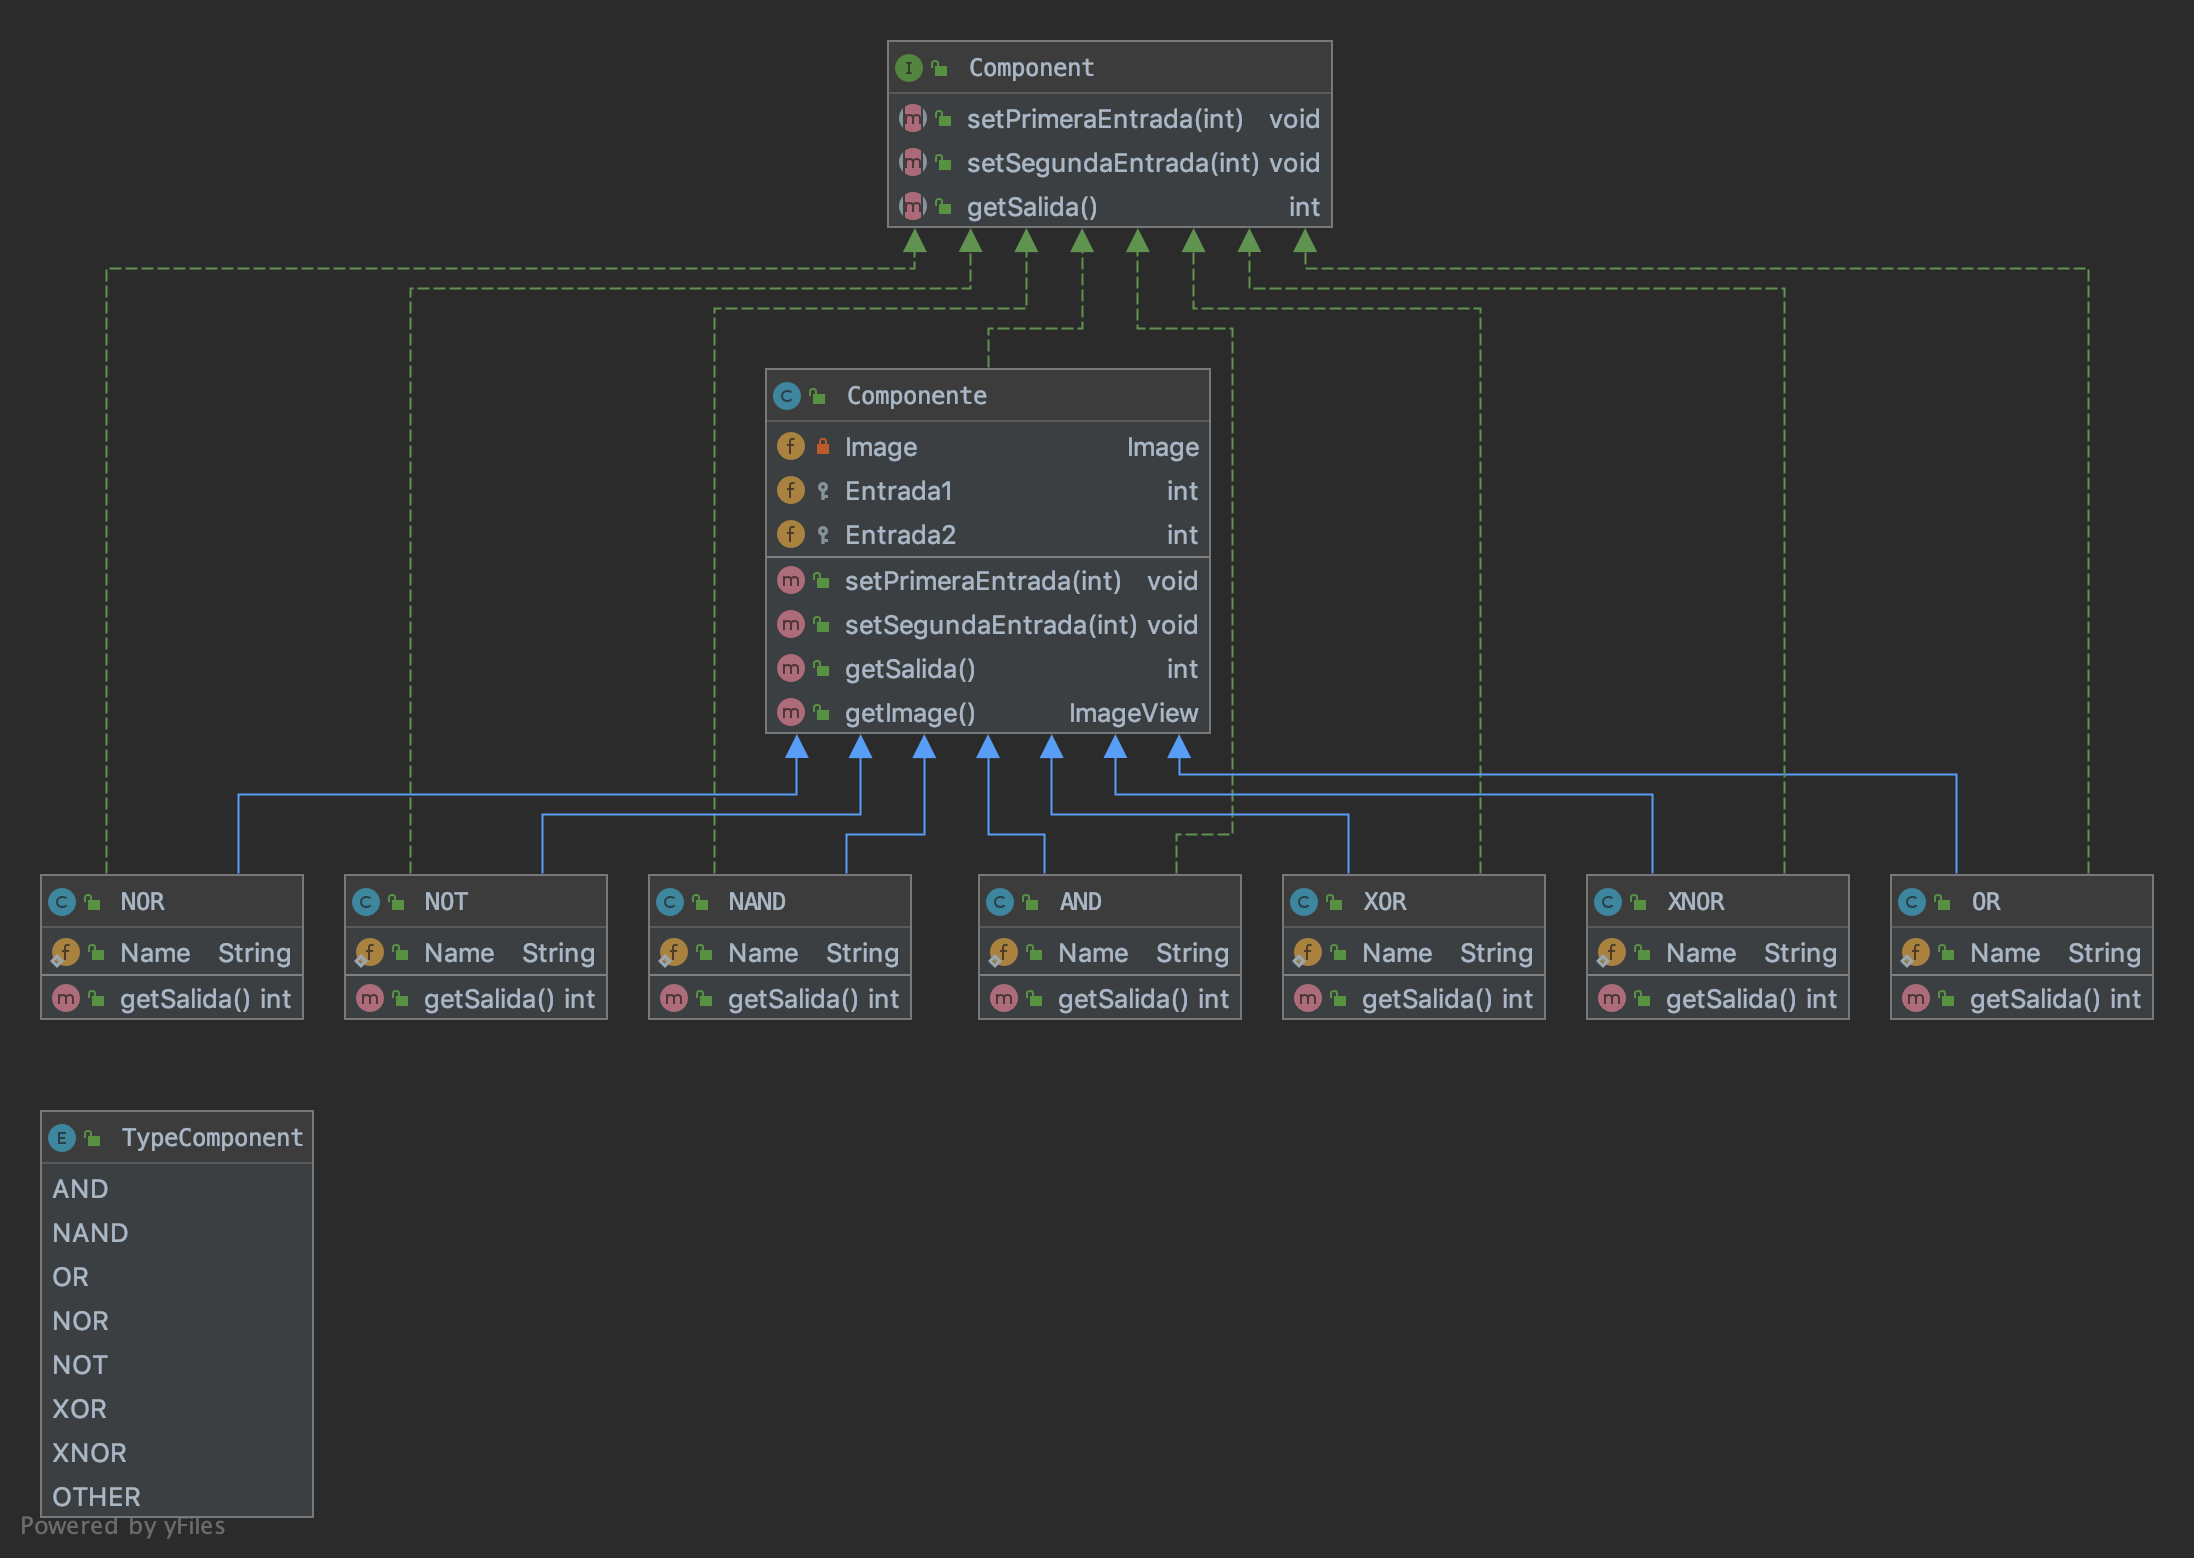 Component
setPrimeraEntrada(int) void
setSegundaEntrada(int) void
getSalida() int
Componente
Image Image
Entrada1 int
Entrada2 int
setPrimeraEntrada(int) void
setSegundaEntrada(int) void
getSalida() int
getImage() ImageView
NOR
Name String
getSalida() int
NOT
Name String
getSalida() int
NAND
Name String
getSalida() int
AND
Name String
getSalida() int
XOR
Name String
getSalida() int
XNOR
Name String
getSalida() int
OR
Name String
getSalida() int
TypeComponent
AND
NAND
OR
NOR
NOT
XOR
XNOR
OTHER
Powered by yFiles